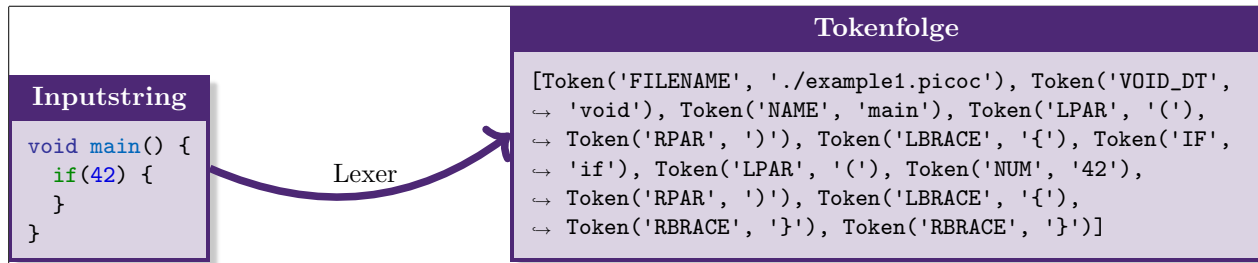 Inputstring
void main() {
  if(42) {
  }
}
Lexer
Tokenfolge
[Token('FILENAME', './example1.picoc'), Token('VOID_DT',
↪ 'void'), Token('NAME', 'main'), Token('LPAR', '('),
↪ Token('RPAR', ')'), Token('LBRACE', '{'), Token('IF',
↪ 'if'), Token('LPAR', '('), Token('NUM', '42'),
↪ Token('RPAR', ')'), Token('LBRACE', '{'),
↪ Token('RBRACE', '}'), Token('RBRACE', '}')]